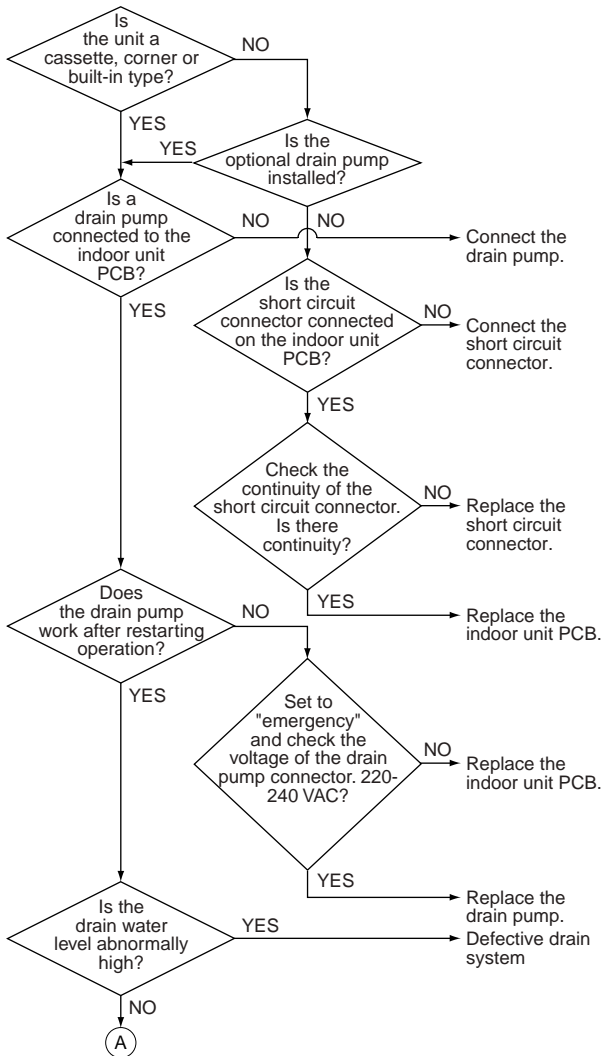 Is
the unit a
cassette, corner or
built-in type?
NO
YES
Is the
optional drain pump
installed?
YES
NO
Is a
drain pump
connected to the
indoor unit
PCB?
NO
Connect the
drain pump.
YES
Is the
short circuit
connector connected
on the indoor unit
PCB?
NO
Connect the
short circuit
connector.
YES
Check the
continuity of the
short circuit connector.
Is there
continuity?
NO
Replace the
short circuit
connector.
YES
Replace the
indoor unit PCB.
Does
the drain pump
work after restarting
operation?
NO
YES
Set to
"emergency"
and check the
voltage of the drain
pump connector. 220-
240 VAC?
NO
Replace the
indoor unit PCB.
YES
Replace the
drain pump.
Is the
drain water
level abnormally
high?
YES
Defective drain
system
NO
A